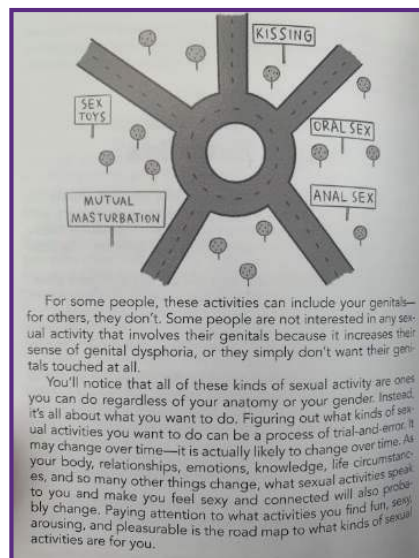 KISSING
SEX
TOYS
ORAL SEX
MUTUAL
MASTURBATION
ANAL SEX
For some people, these activities can include your genitals—
for others, they don't. Some people are not interested in any sex-
ual activity that involves their genitals because it increases their
sense of genital dysphoria, or they simply don't want their geni-
tals touched at all.
You'll notice that all of these kinds of sexual activity are ones
you can do regardless of your anatomy or your gender. Instead,
it's all about what you want to do. Figuring out what kinds of sex-
ual activities you want to do can be a process of trial-and-error. It
may change over time—it is actually likely to change over time. As
your body, relationships, emotions, knowledge, life circumstanc-
es, and so many other things change, what sexual activities speak
to you and make you feel sexy and connected will also proba-
bly change. Paying attention to what activities you find fun, sexy,
arousing, and pleasurable is the road map to what kinds of sexual
activities are for you.